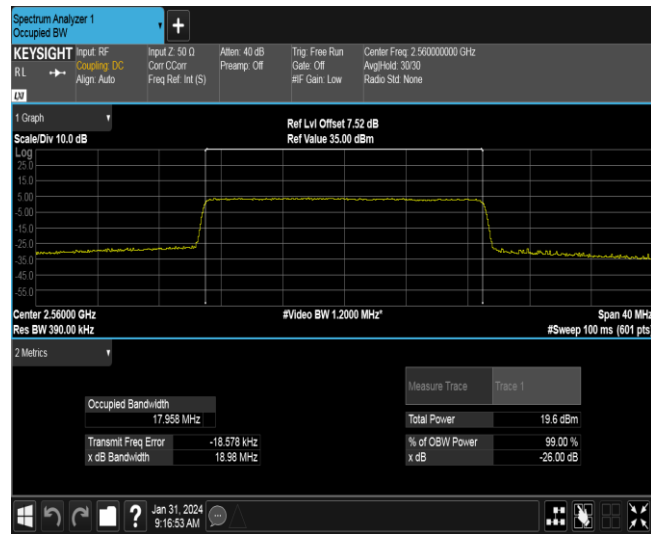 Spectrum Analyzer 1
Occupied BW
+
KEYSIGHT Input: RF Input Z: 50 Ω Atten: 40 dB Trig: Free Run Center Freq: 2.560000000 GHz
RL Coupling: DC Corr CCorr Preamp: Off Gate: Off Avg|Hold: 30/30
Align: Auto Freq Ref: Int (S) #IF Gain: Low Radio Std: None
LXI
1 Graph
Ref Lvl Offset 7.52 dB
Scale/Div 10.0 dB Ref Value 35.00 dBm
Log
25.0
15.0
5.00
-5.00
-15.0
-25.0
-35.0
-45.0
-55.0
Center 2.56000 GHz #Video BW 1.2000 MHz* Span 40 MHz
Res BW 390.00 kHz #Sweep 100 ms (601 pts)
2 Metrics
Measure Trace Trace 1
Occupied Bandwidth
17.958 MHz Total Power 19.6 dBm
Transmit Freq Error -18.578 kHz % of OBW Power 99.00 %
x dB Bandwidth 18.98 MHz x dB -26.00 dB
?
Jan 31, 2024
9:16:53 AM